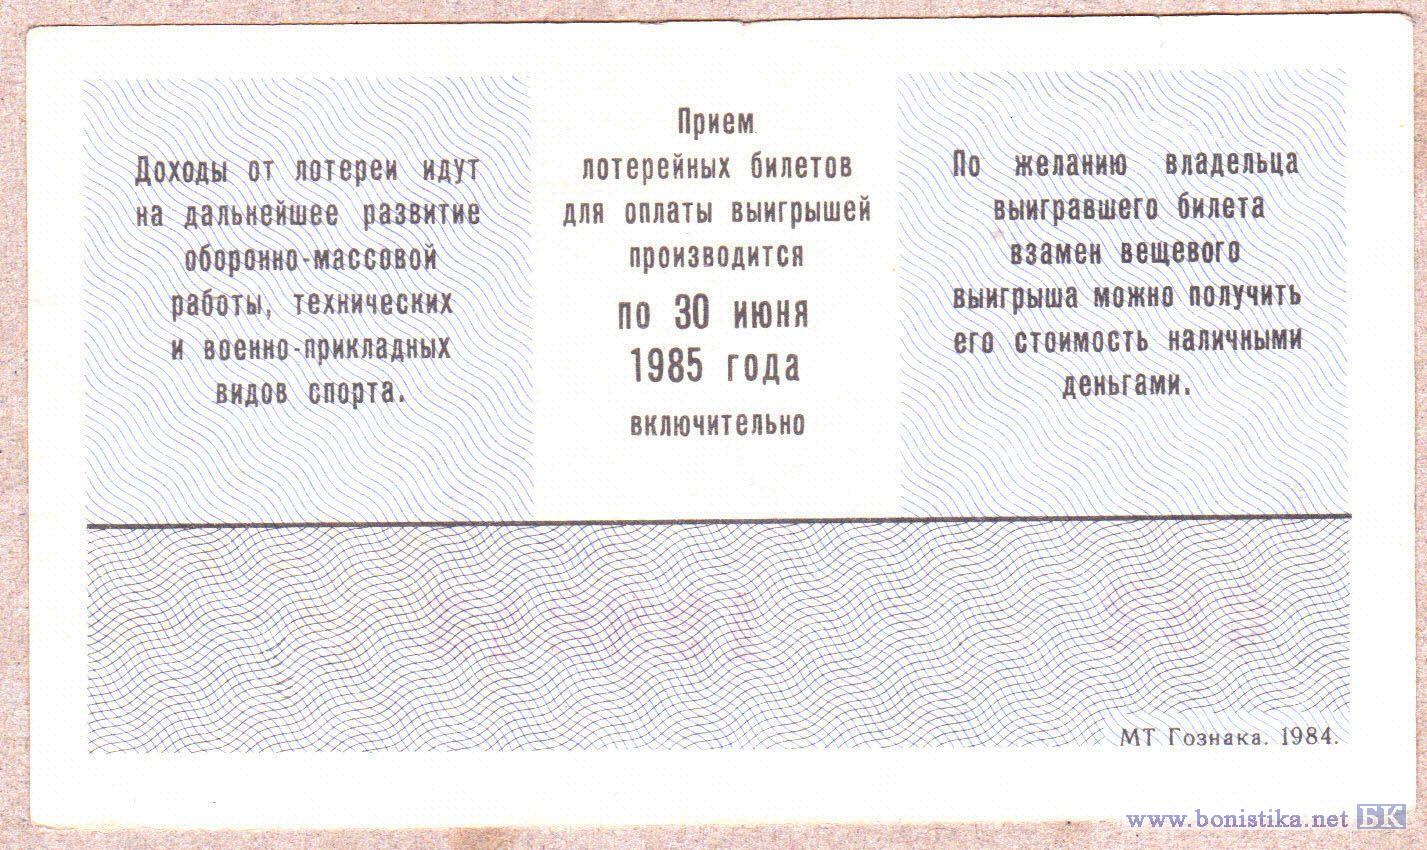 Доходы от лотереи идут
на дальнейшее развитие
оборонно-массовой
работы, технических
и военно-прикладных
видов спорта.
Прием
лотерейных билетов
для оплаты выигрышей
производится
по 30 июня
1985 года
включительно
По желанию владельца
выигравшего билета
взамен вещевого
выигрыша можно получить
его стоимость наличными
деньгами.
МТ Гознака. 1984.
www.bonistika.net БК